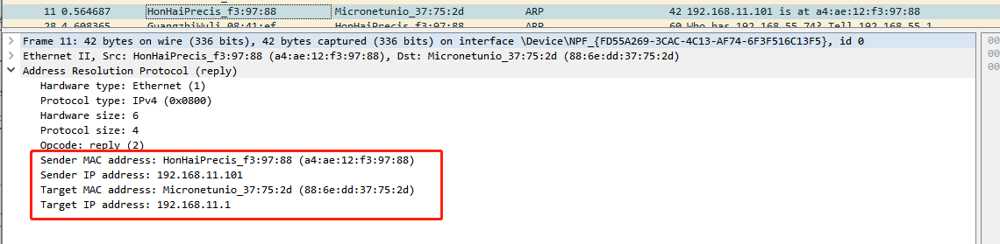 11 0.564687 HonHaiPrecis_f3:97:88 Micronetunio_37:75:2d ARP 42 192.168.11.101 is at a4:ae:12:f3:97:88
28 4.608365 GuangzhiWuli_08:41:ef HonHaiPrecis_f3:97:88 ARP 60 Who has 192.168.55.74? Tell 192.168.55.1
Frame 11: 42 bytes on wire (336 bits), 42 bytes captured (336 bits) on interface \Device\NPF_{FD55A269-3CAC-4C13-AF74-6F3F516C13F5}, id 0
Ethernet II, Src: HonHaiPrecis_f3:97:88 (a4:ae:12:f3:97:88), Dst: Micronetunio_37:75:2d (88:6e:dd:37:75:2d)
Address Resolution Protocol (reply)
Hardware type: Ethernet (1)
Protocol type: IPv4 (0x0800)
Hardware size: 6
Protocol size: 4
Opcode: reply (2)
Sender MAC address: HonHaiPrecis_f3:97:88 (a4:ae:12:f3:97:88)
Sender IP address: 192.168.11.101
Target MAC address: Micronetunio_37:75:2d (88:6e:dd:37:75:2d)
Target IP address: 192.168.11.1
00
00
00